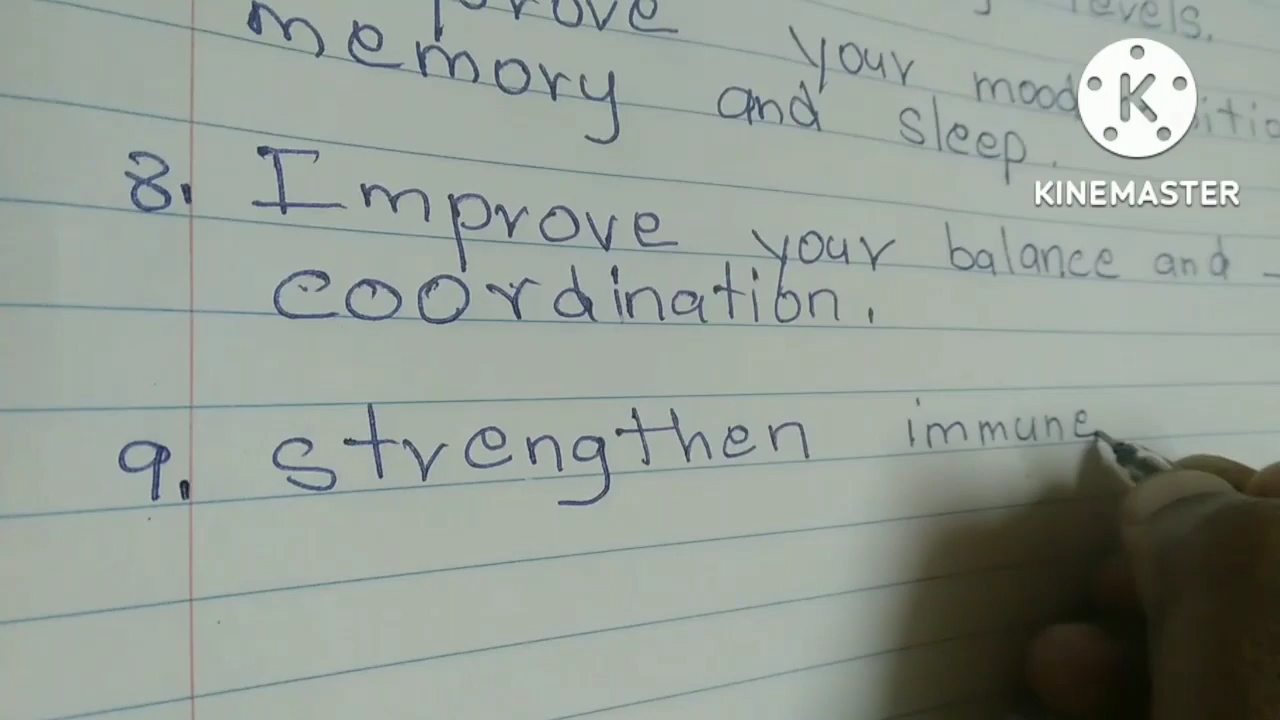 levels.
your mood
memory and sleep.
8. Improve your balance and -
coordination.
9. strengthen immune
K
KINEMASTER